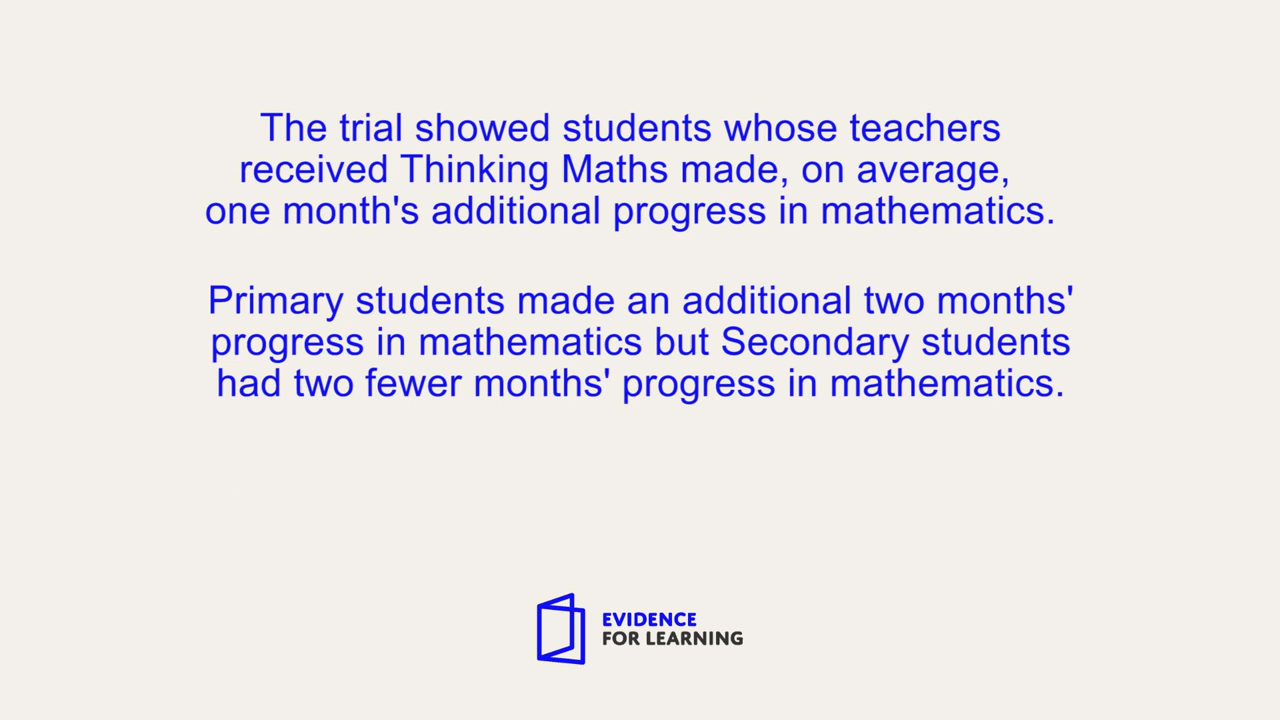 The trial showed students whose teachers
received Thinking Maths made, on average,
one month's additional progress in mathematics.
Primary students made an additional two months'
progress in mathematics but Secondary students
had two fewer months' progress in mathematics.
EVIDENCE
FOR LEARNING